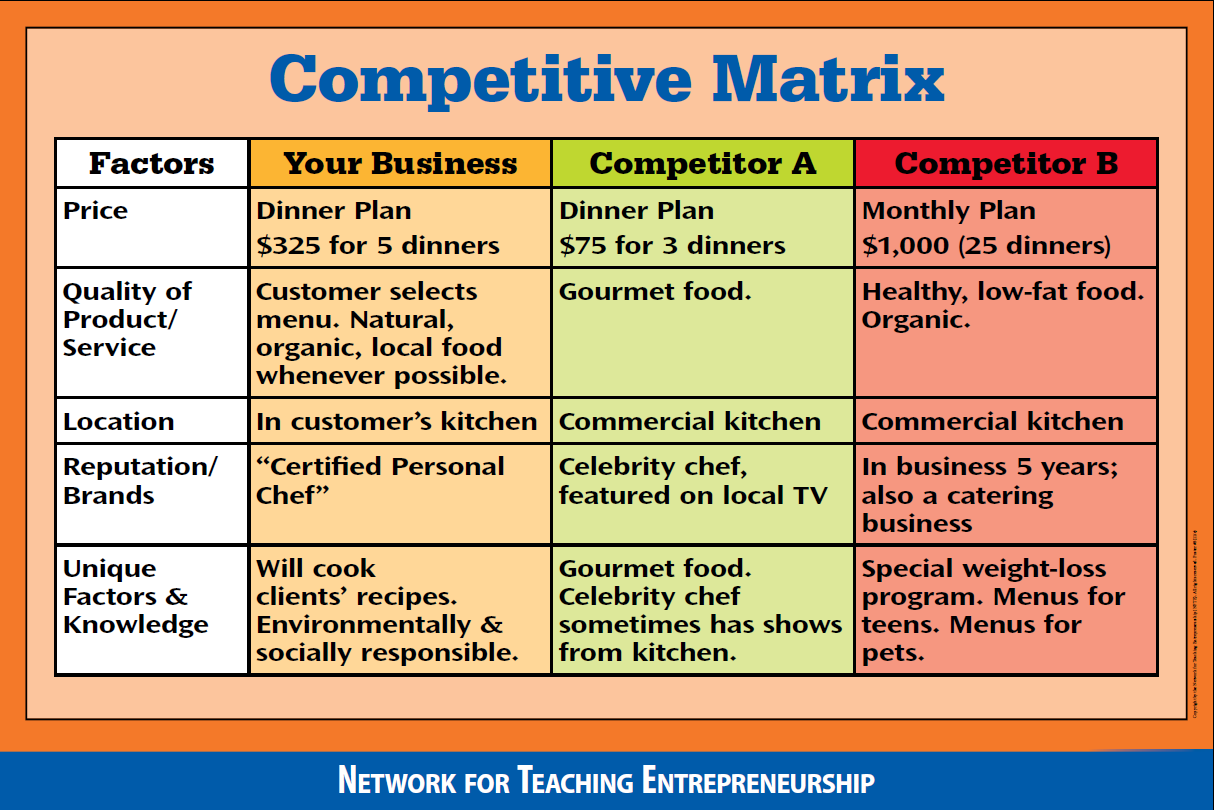 Competitive Matrix
Factors
Your Business
Competitor A
Competitor B
Price
Dinner Plan
$325 for 5 dinners
Dinner Plan
$75 for 3 dinners
Monthly Plan
$1,000 (25 dinners)
Quality of
Product/
Service
Customer selects
menu. Natural,
organic, local food
whenever possible.
Gourmet food.
Healthy, low-fat food.
Organic.
Location
In customer’s kitchen
Commercial kitchen
Commercial kitchen
Reputation/
Brands
“Certified Personal
Chef”
Celebrity chef,
featured on local TV
In business 5 years;
also a catering
business
Unique
Factors &
Knowledge
Will cook
clients’ recipes.
Environmentally &
socially responsible.
Gourmet food.
Celebrity chef
sometimes has shows
from kitchen.
Special weight-loss
program. Menus for
teens. Menus for
pets.
NETWORK FOR TEACHING ENTREPRENEURSHIP